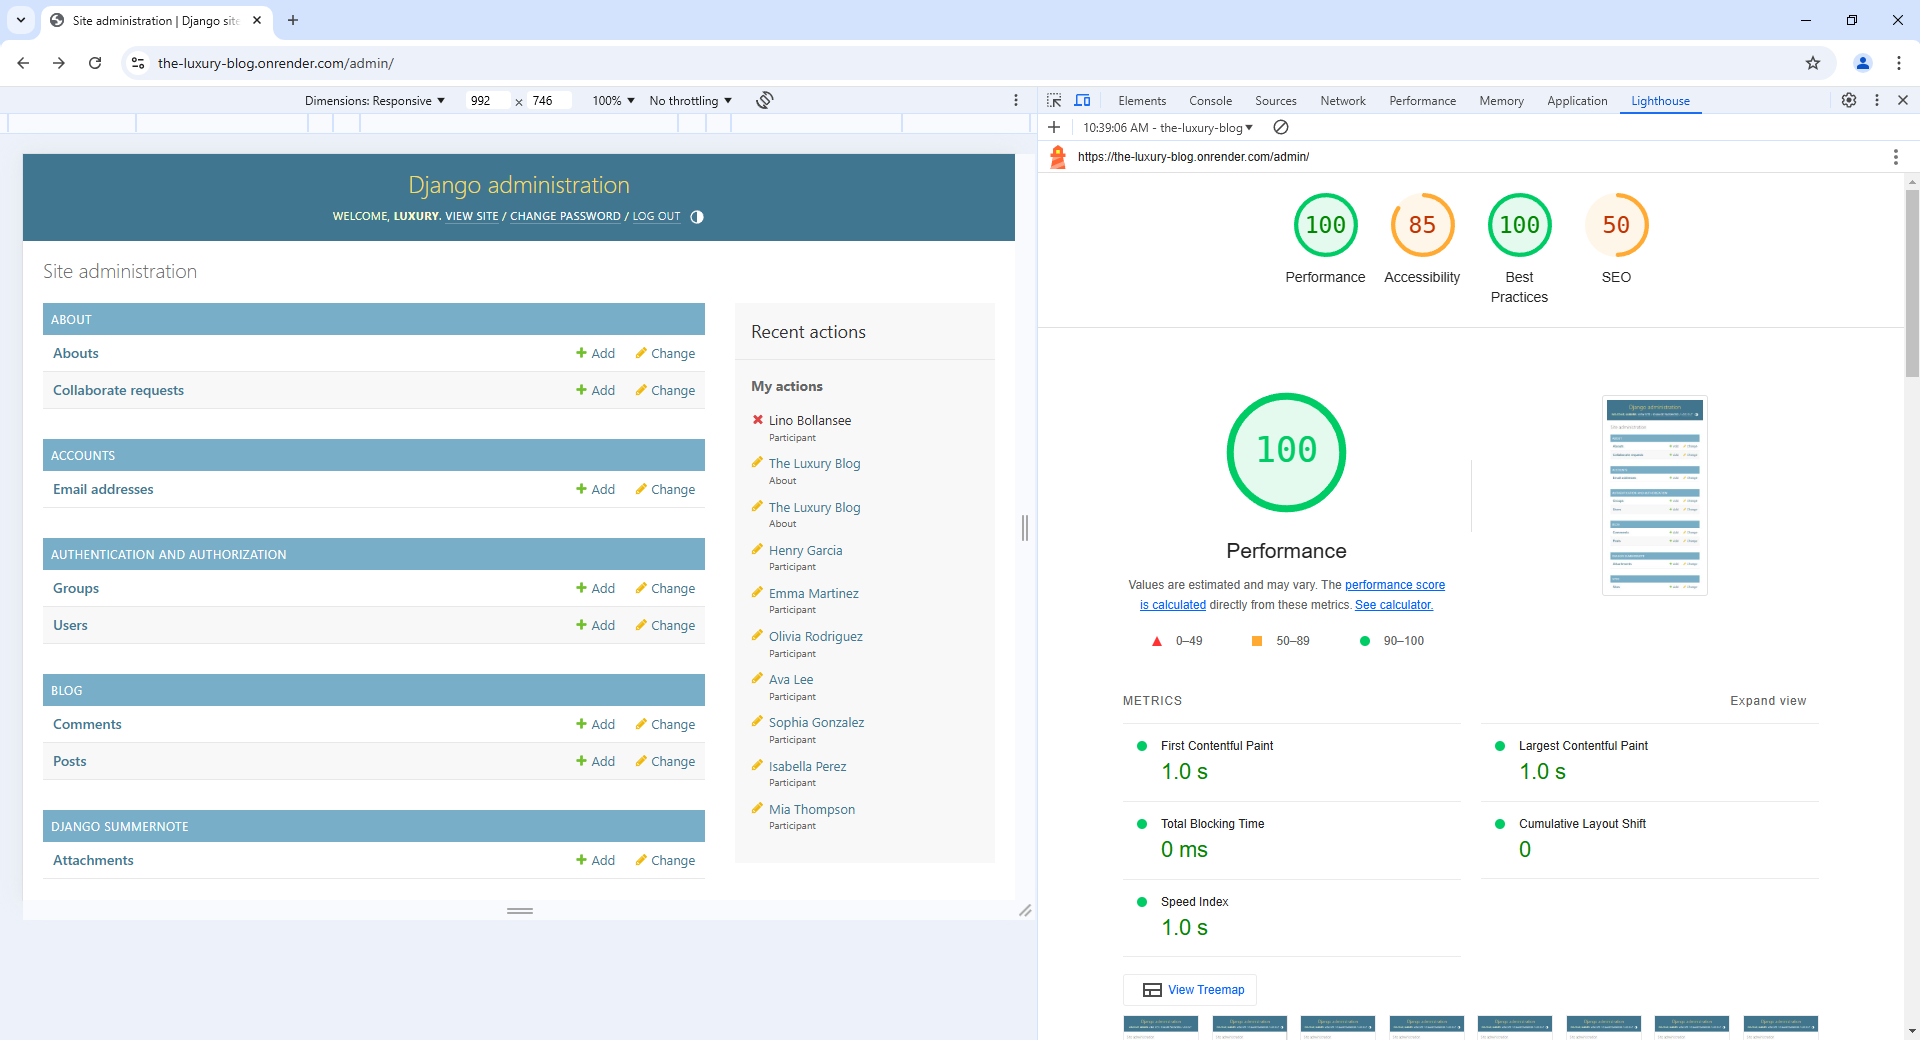 Site administration | Django site
the-luxury-blog.onrender.com/admin/
Dimensions: Responsive
992 × 746
100%
No throttling
Django administration
WELCOME, LUXURY. VIEW SITE / CHANGE PASSWORD / LOG OUT
Site administration
ABOUT
Abouts Add Change
Collaborate requests Add Change
ACCOUNTS
Email addresses Add Change
AUTHENTICATION AND AUTHORIZATION
Groups Add Change
Users Add Change
BLOG
Comments Add Change
Posts Add Change
DJANGO SUMMERNOTE
Attachments Add Change
Recent actions
My actions
Lino Bollansee
Participant
The Luxury Blog
About
The Luxury Blog
About
Henry Garcia
Participant
Emma Martinez
Participant
Olivia Rodriguez
Participant
Ava Lee
Participant
Sophia Gonzalez
Participant
Isabella Perez
Participant
Mia Thompson
Participant
Elements Console Sources Network Performance Memory Application Lighthouse
10:39:06 AM - the-luxury-blog
https://the-luxury-blog.onrender.com/admin/
100 85 100 50
Performance Accessibility Best Practices SEO
100
Performance
Values are estimated and may vary. The performance score
is calculated directly from these metrics. See calculator.
0–49 50–89 90–100
METRICS Expand view
First Contentful Paint
1.0 s
Largest Contentful Paint
1.0 s
Total Blocking Time
0 ms
Cumulative Layout Shift
0
Speed Index
1.0 s
View Treemap